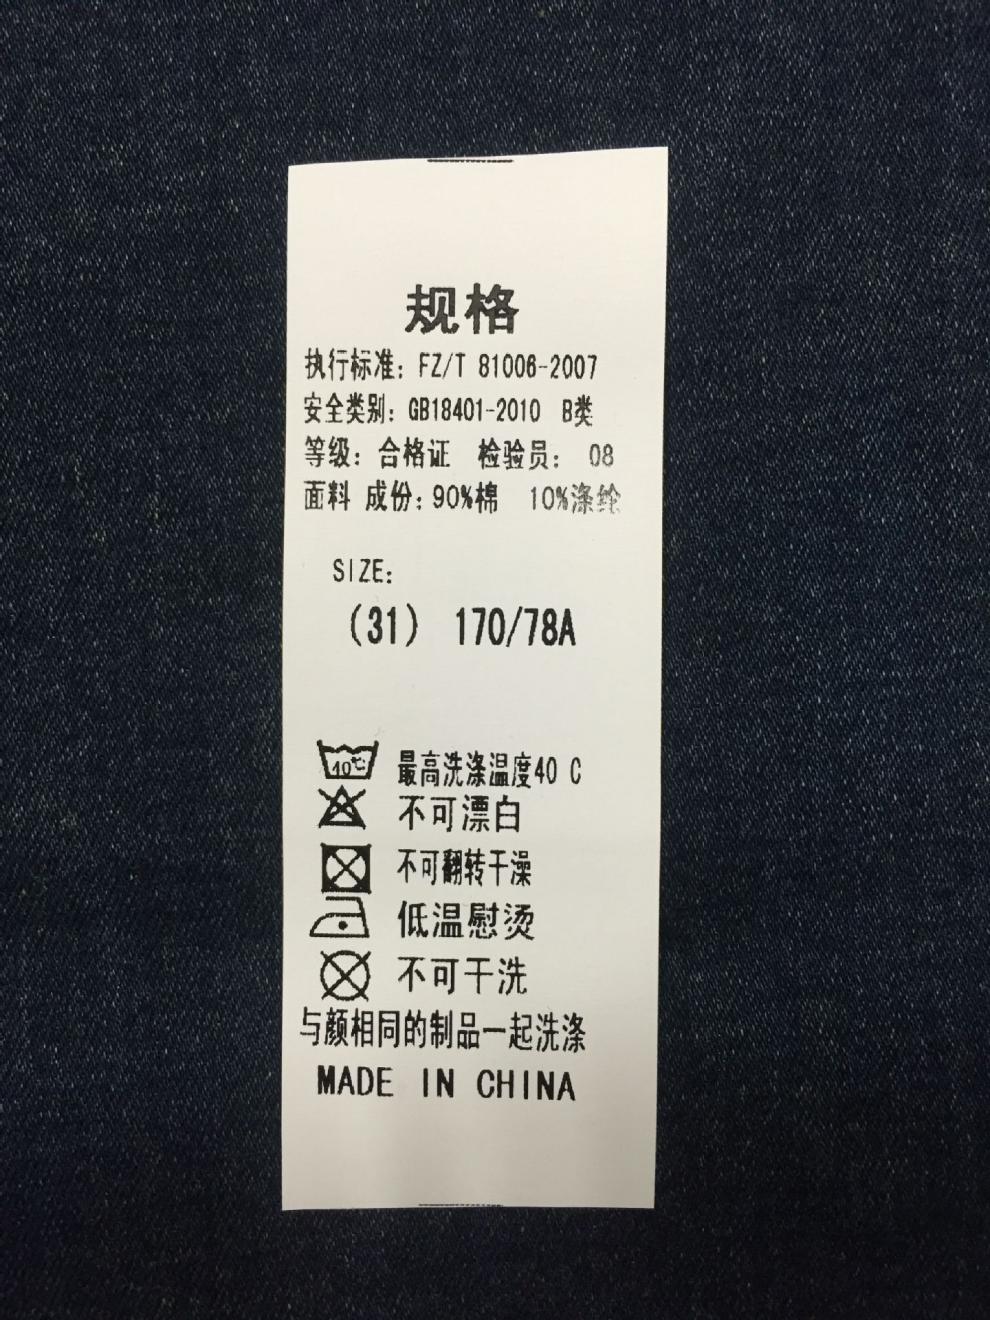 规格
执行标准: FZ/T 81006-2007
安全类别: GB18401-2010 B类
等级: 合格证 检验员: 08
面料 成份: 90%棉 10%涤纶
SIZE:
(31) 170/78A
40℃ 最高洗涤温度40 C
不可漂白
不可翻转干燥
低温慰烫
不可干洗
与颜相同的制品一起洗涤
MADE IN CHINA